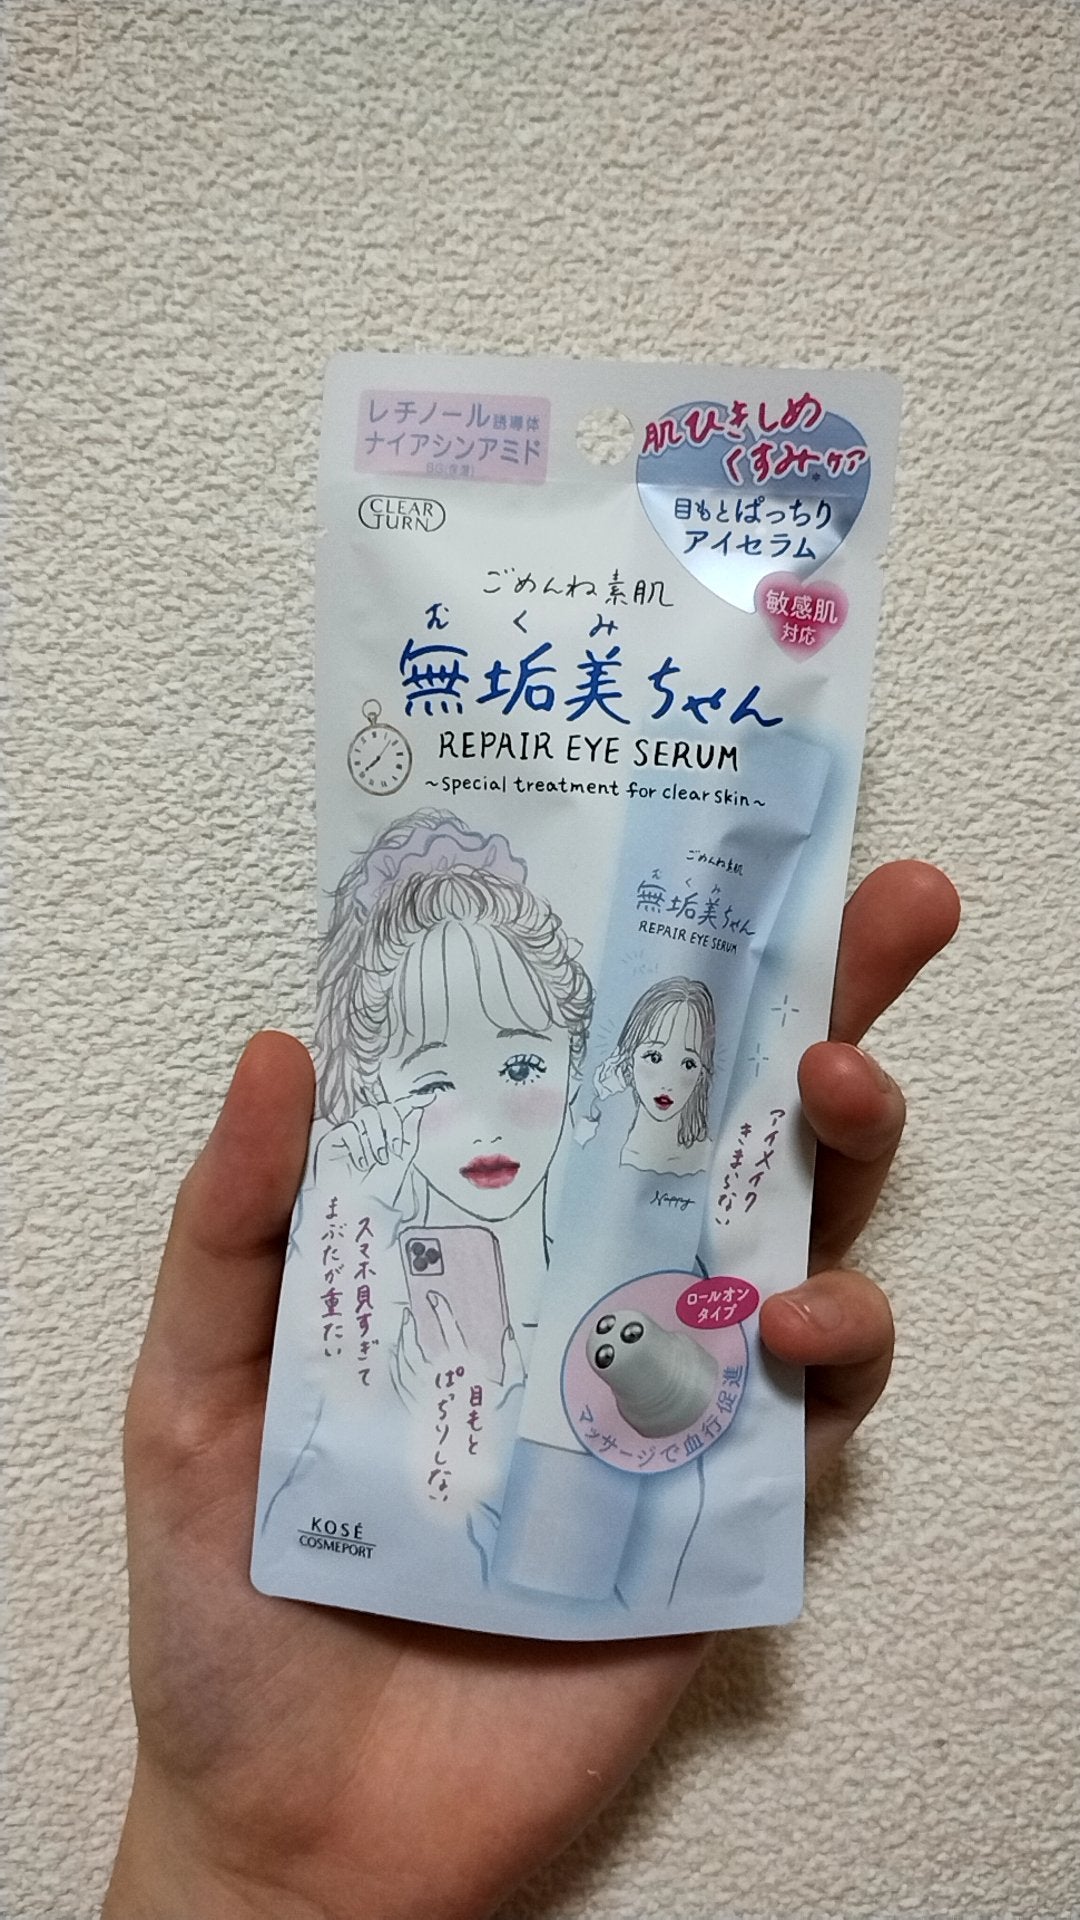 レチノール誘導体
ナイアシンアミド
BG(保湿)
CLEAR
TURN
肌ひきしめ
くすみ*ケア
目もとぱっちり
アイセラム
敏感肌
対応
ごめんね素肌
むくみ
無垢美ちゃん
REPAIR EYE SERUM
~Special treatment for clear skin~
ごめんね素肌
むくみ
無垢美ちゃん
REPAIR EYE SERUM
Nappy
アイメイク
きまらない
スマホ見すぎて
まぶたが重たい
目もと
ぱっちりしない
ロールオン
タイプ
マッサージで血行促進
KOSÉ
COSMEPORT